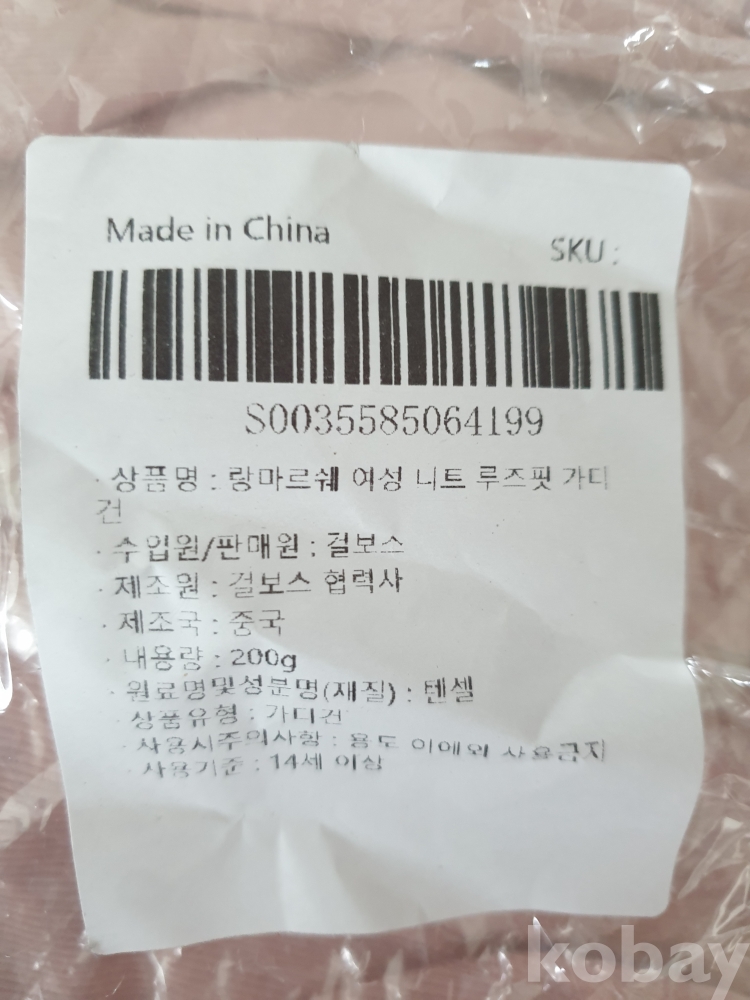 Made in China
SKU :
S0035585064199
· 상품명 : 랑마르쉐 여성 니트 루즈핏 가디
건
· 수입원/판매원 : 걸보스
· 제조원 : 걸보스 협력사
· 제조국 : 중국
· 내용량 : 200g
· 원료명및성분명(재질) : 텐셀
· 상품유형 : 가디건
· 사용시주의사항 : 용도 이에외 사용금지
· 사용기준 : 14세 이상
kobay